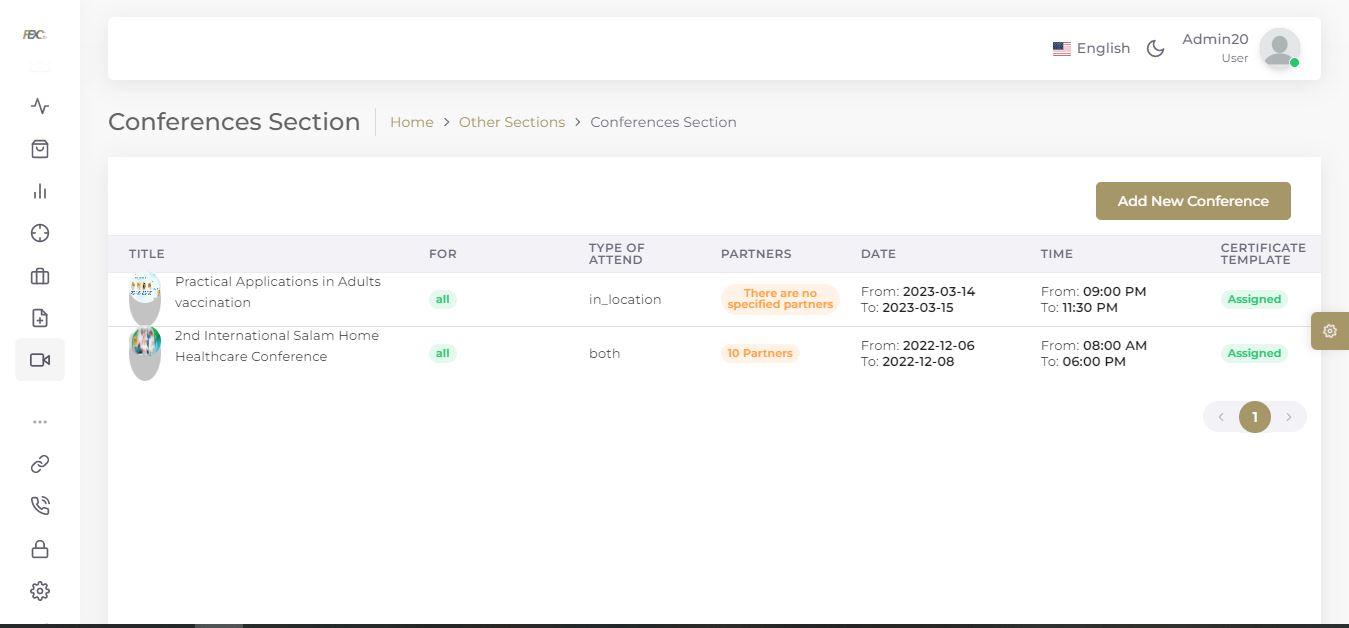 English
Admin20
User
Conferences Section
Home
Other Sections
Conferences Section
Add New Conference
TITLE
FOR
TYPE OF
ATTEND
PARTNERS
DATE
TIME
CERTIFICATE
TEMPLATE
Practical Applications in Adults
vaccination
all
in_location
There are no
specified partners
From: 2023-03-14
To: 2023-03-15
From: 09:00 PM
To: 11:30 PM
Assigned
2nd International Salam Home
Healthcare Conference
all
both
10 Partners
From: 2022-12-06
To: 2022-12-08
From: 08:00 AM
To: 06:00 PM
Assigned
1